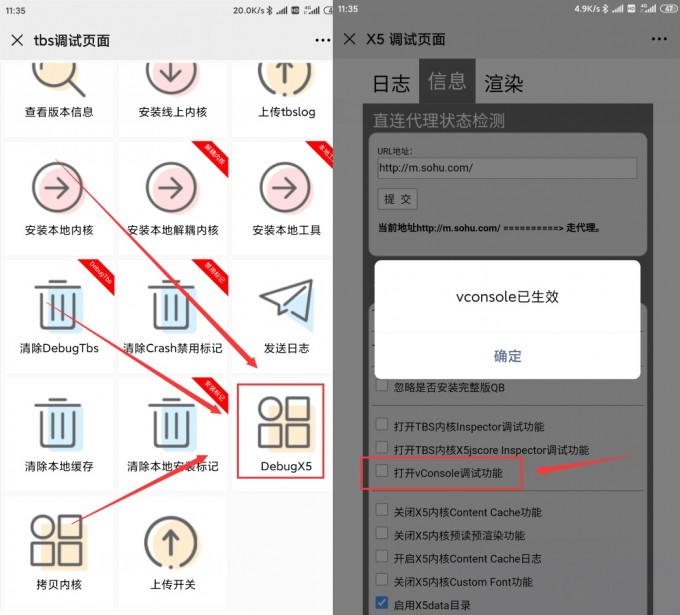 11:35
20.0K/s
tbs调试页面
查看版本信息
安装线上内核
上传tbslog
解耦内核
安装本地内核
安装本地解耦内核
安装本地工具
DebugTbs
禁用标记
清除DebugTbs
清除Crash禁用标记
发送日志
安装标记
清除本地缓存
清除本地安装标记
DebugX5
拷贝内核
上传开关
11:35
4.9K/s
47
X5 调试页面
日志
信息
渲染
直连代理状态检测
URL地址:
http://m.sohu.com/
提 交
当前地址http://m.sohu.com/ ==========> 走代理。
vconsole已生效
确定
忽略是否安装完整版QB
打开TBS内核Inspector调试功能
打开TBS内核X5jscore Inspector调试功能
打开vConsole调试功能
关闭X5内核Content Cache功能
关闭X5内核预读预渲染功能
开启X5内核Content Cache日志
关闭X5内核Custom Font功能
启用X5data目录